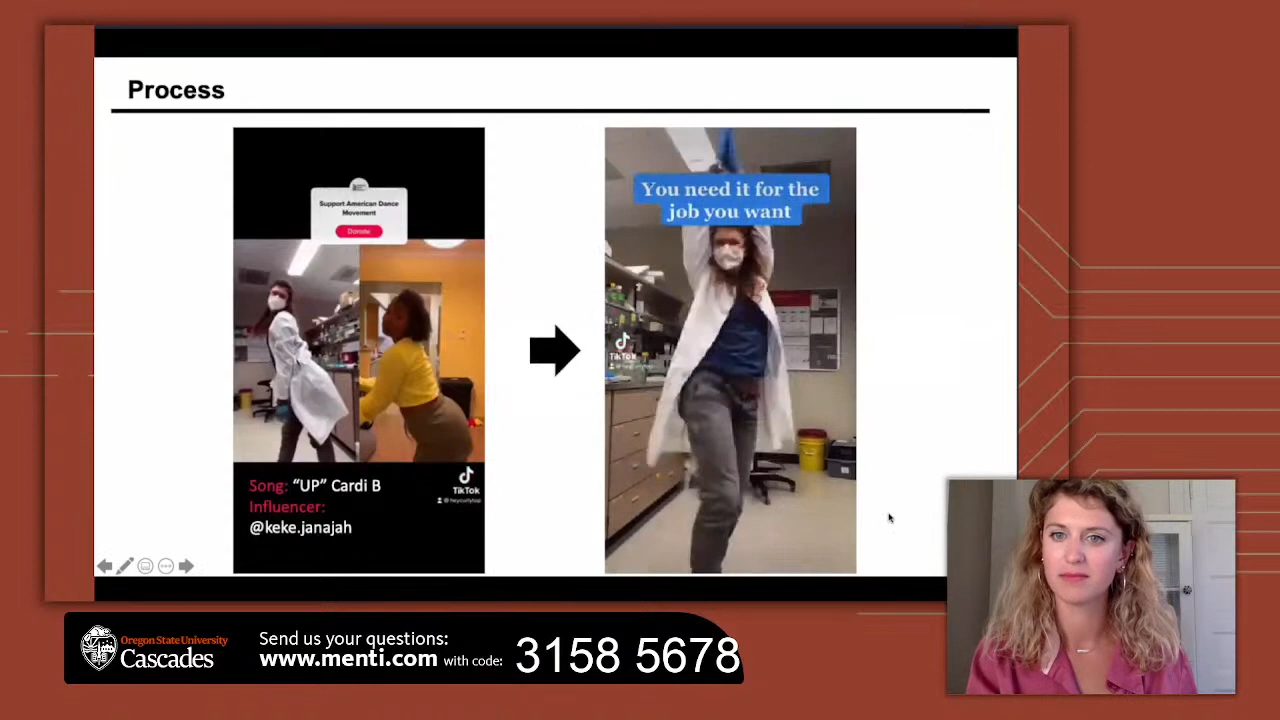 Process
Support American Dance
Movement
Donate
You need it for the
job you want
TikTok
Song: “UP” Cardi B
Influencer:
@keke.janajah
TikTok
@heycurlytop
Oregon State University
Cascades
Send us your questions:
www.menti.com with code:
3158 5678